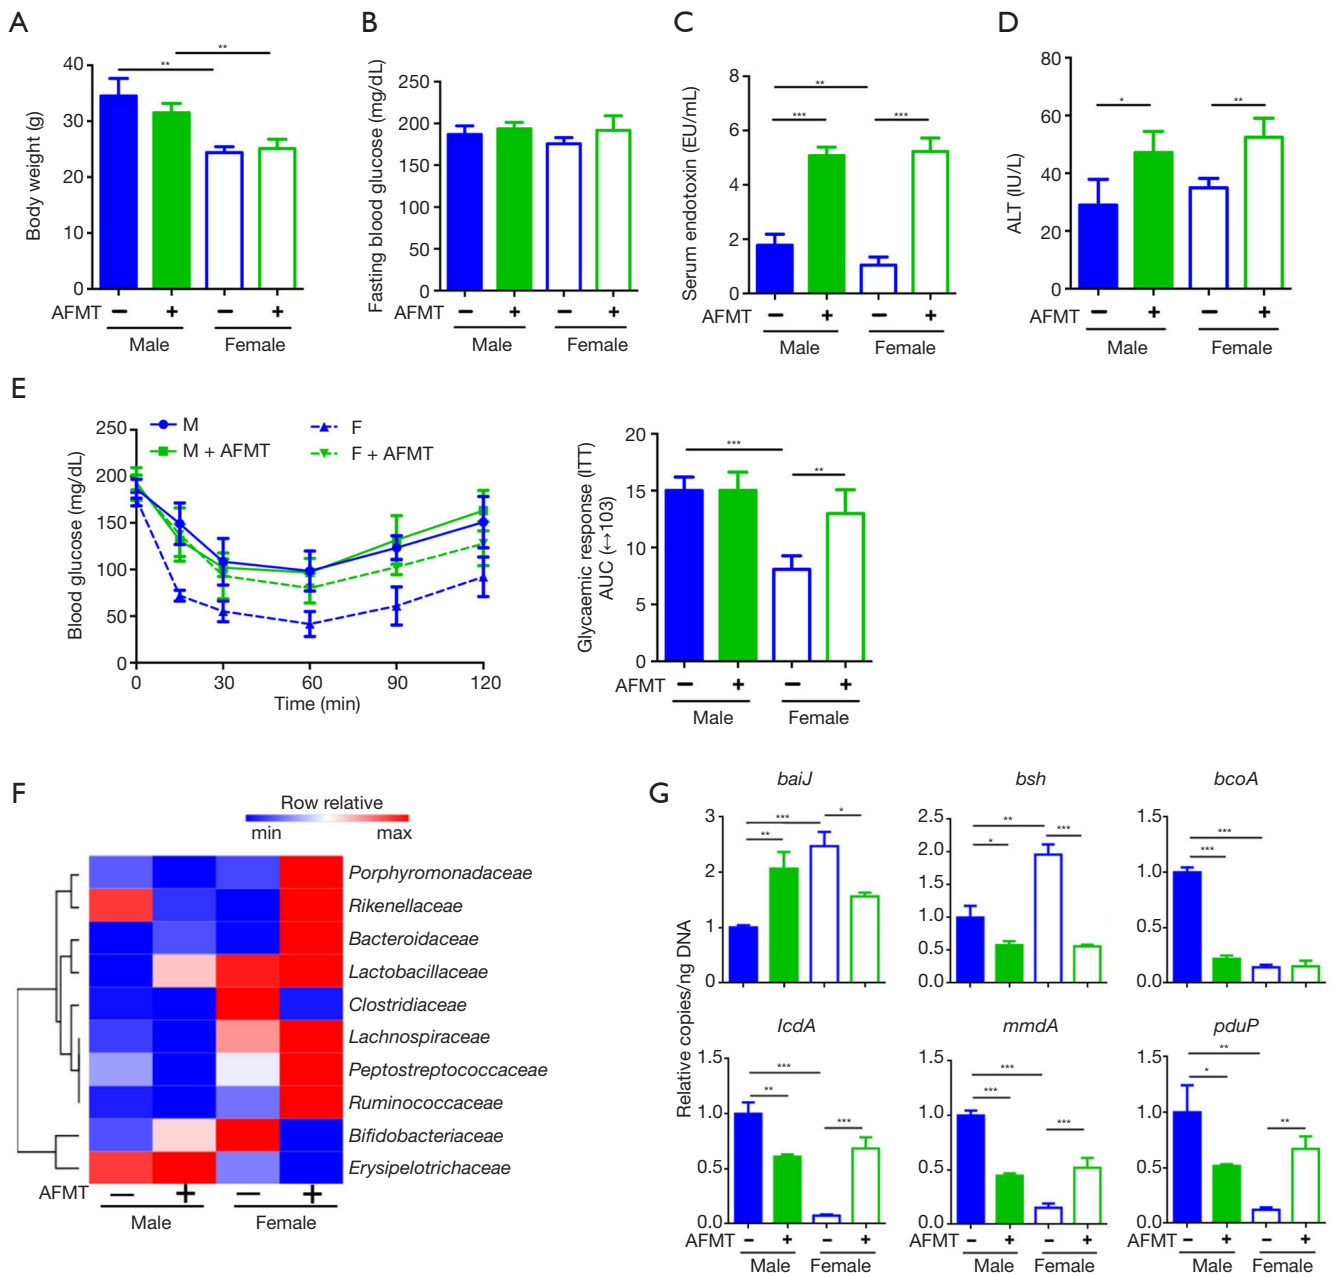 A
B
C
D
Body weight (g)
40
30
20
10
0
**
**
AFMT
− + − +
Male Female
Fasting blood glucose (mg/dL)
250
200
150
100
50
0
AFMT
− + − +
Male Female
Serum endotoxin (EU/mL)
8
6
4
2
0
**
*** ***
AFMT
− + − +
Male Female
ALT (IU/L)
80
60
40
20
0
* **
AFMT
− + − +
Male Female
E
M
M + AFMT
F
F + AFMT
Blood glucose (mg/dL)
250
200
150
100
50
0
0 30 60 90 120
Time (min)
Glycaemic response (ITT)
AUC (↔103)
20
15
10
5
0
***
**
AFMT
− + − +
Male Female
F
Row relative
min max
Porphyromonadaceae
Rikenellaceae
Bacteroidaceae
Lactobacillaceae
Clostridiaceae
Lachnospiraceae
Peptostreptococcaceae
Ruminococcaceae
Bifidobacteriaceae
Erysipelotrichaceae
AFMT
− + − +
Male Female
G
Relative copies/ng DNA
baiJ
3
2
1
0
*** *
**
bsh
2.5
2.0
1.5
1.0
0.5
0.0
** ***
*
bcoA
1.5
1.0
0.5
0.0
***
***
lcdA
1.5
1.0
0.5
0.0
***
**
***
AFMT
− + − +
Male Female
mmdA
1.5
1.0
0.5
0.0
***
***
***
AFMT
− + − +
Male Female
pduP
1.5
1.0
0.5
0.0
**
*
**
AFMT
− + − +
Male Female